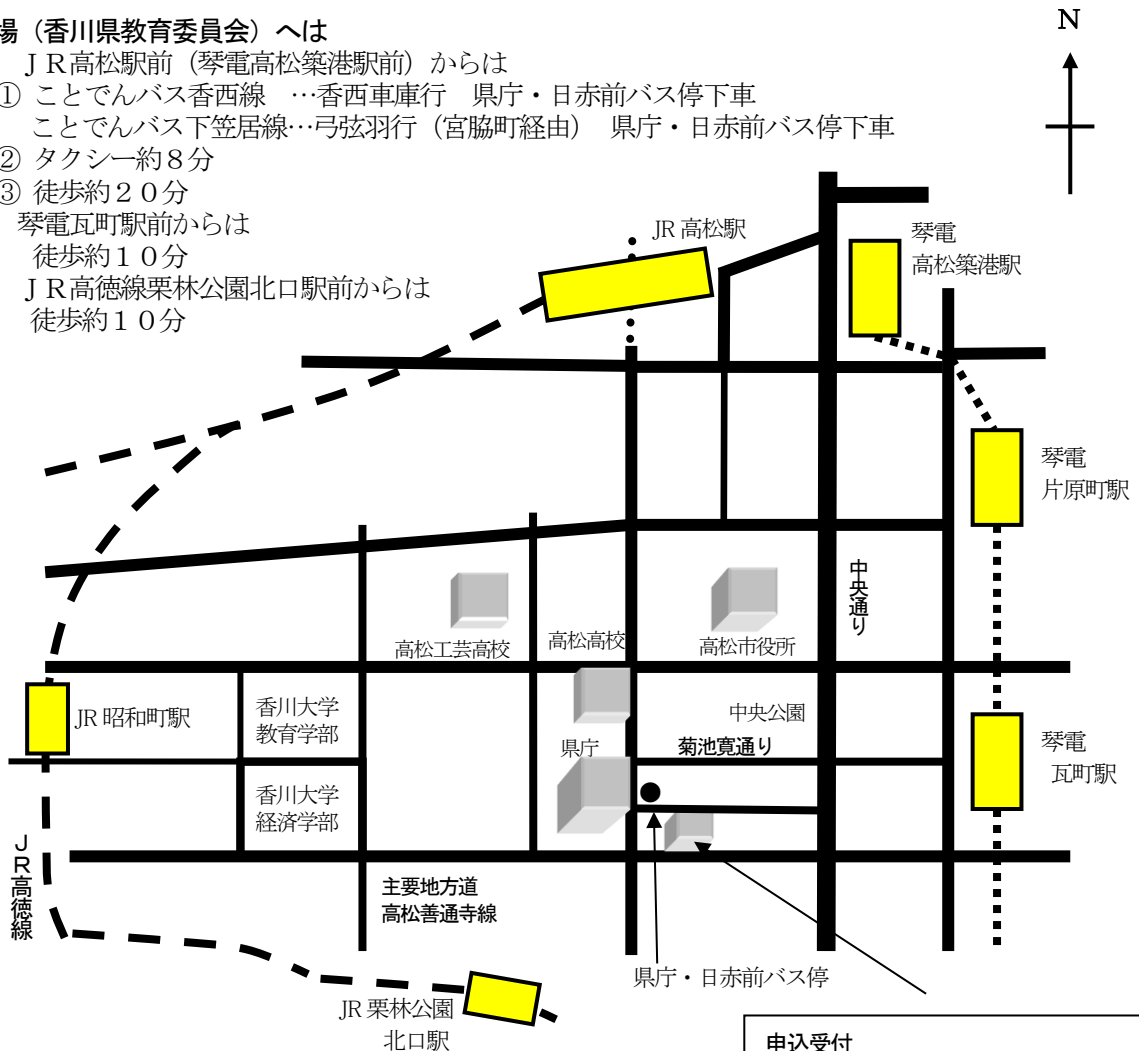 場（香川県教育委員会）へは
ＪＲ高松駅前（琴電高松築港駅前）からは
① ことでんバス香西線　…香西車庫行　県庁・日赤前バス停下車
ことでんバス下笠居線…弓弦羽行（宮脇町経由）　県庁・日赤前バス停下車
② タクシー約８分
③ 徒歩約２０分
琴電瓦町駅前からは
徒歩約１０分
ＪＲ高徳線栗林公園北口駅前からは
徒歩約１０分
N
JR 高松駅
琴電
高松築港駅
琴電
片原町駅
中央通り
高松工芸高校
高松高校
高松市役所
JR 昭和町駅
香川大学
教育学部
中央公園
県庁
菊池寛通り
琴電
瓦町駅
香川大学
経済学部
ＪＲ高徳線
主要地方道
高松善通寺線
県庁・日赤前バス停
JR 栗林公園
北口駅
申込受付